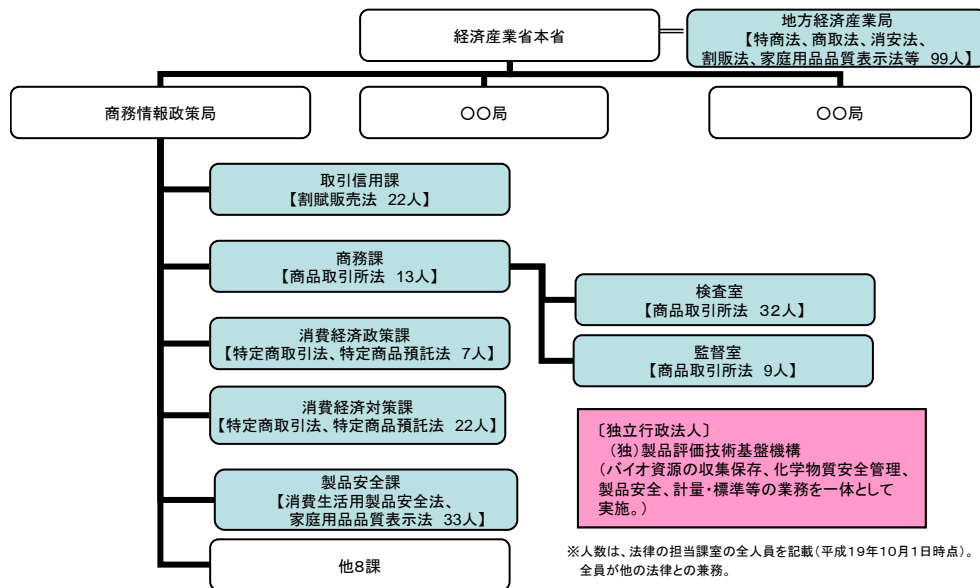 経済産業省本省
地方経済産業局
【特商法、商取法、消安法、
割販法、家庭用品品質表示法等 99人】
商務情報政策局
〇〇局
〇〇局
取引信用課
【割賦販売法 22人】
商務課
【商品取引所法 13人】
検査室
【商品取引所法 32人】
監督室
【商品取引所法 9人】
消費経済政策課
【特定商取引法、特定商品預託法 7人】
消費経済対策課
【特定商取引法、特定商品預託法 22人】
製品安全課
【消費生活用製品安全法、
家庭用品品質表示法 33人】
他8課
〔独立行政法人〕
(独)製品評価技術基盤機構
(バイオ資源の収集保存、化学物質安全管理、
製品安全、計量・標準等の業務を一体として
実施。)
※人数は、法律の担当課室の全人員を記載(平成19年10月1日時点)。
全員が他の法律との兼務。